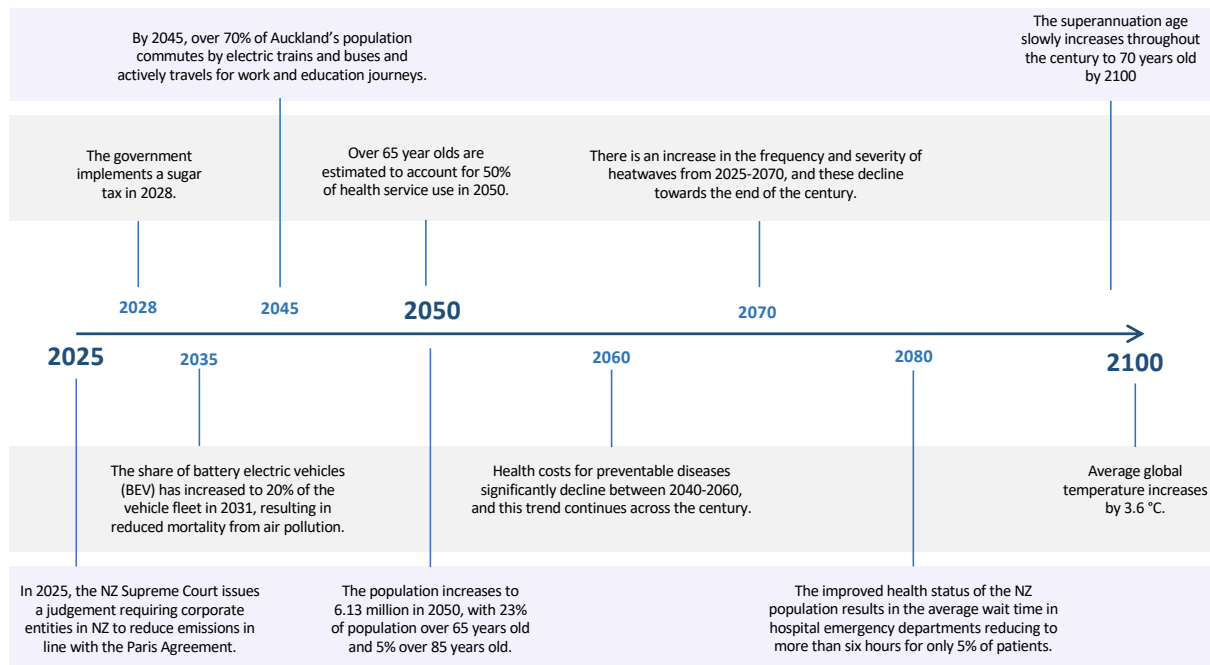 By 2045, over 70% of Auckland's population
commutes by electric trains and buses and
actively travels for work and education journeys.
The superannuation age
slowly increases throughout
the century to 70 years old
by 2100
The government
implements a sugar
tax in 2028.
Over 65 year olds are
estimated to account for 50%
of health service use in 2050.
There is an increase in the frequency and severity of
heatwaves from 2025-2070, and these decline
towards the end of the century.
2028
2045
2050
2070
2025
2035
2060
2080
2100
The share of battery electric vehicles
(BEV) has increased to 20% of the
vehicle fleet in 2031, resulting in
reduced mortality from air pollution.
Health costs for preventable diseases
significantly decline between 2040-2060,
and this trend continues across the century.
Average global
temperature increases
by 3.6 °C.
In 2025, the NZ Supreme Court issues
a judgement requiring corporate
entities in NZ to reduce emissions in
line with the Paris Agreement.
The population increases to
6.13 million in 2050, with 23%
of population over 65 years old
and 5% over 85 years old.
The improved health status of the NZ
population results in the average wait time in
hospital emergency departments reducing to
more than six hours for only 5% of patients.